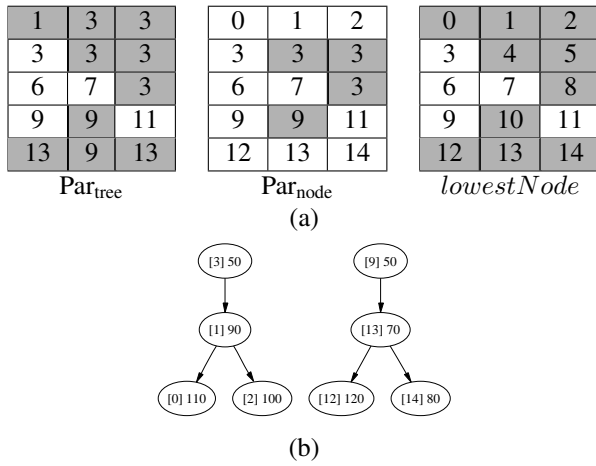 1 3 3 0 1 2 0 1 2
3 3 3 3 3 3 3 4 5
6 7 3 6 7 3 6 7 8
9 9 11 9 9 11 9 10 11
13 9 13 12 13 14 12 13 14
Par_tree Par_node lowestNode
(a)
[3] 50 [9] 50
[1] 90 [13] 70
[0] 110 [2] 100 [12] 120 [14] 80
(b)